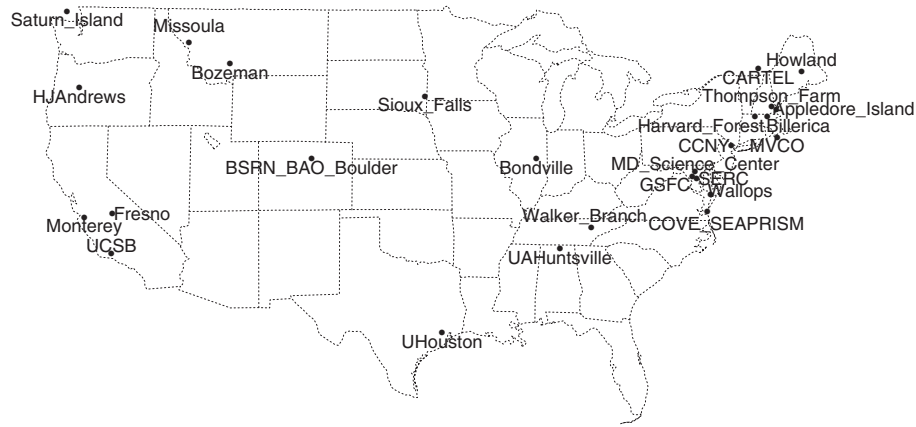 Saturn_Island
Missoula
Bozeman
HJAndrews
Sioux_Falls
Howland
CARTEL
Thompson_Farm
Appledore_Island
Harvard_Forest
Billerica
CCNY
MVCO
BSRN_BAO_Boulder
Bondville
MD_Science_Center
GSFC
SERC
Wallops
Monterey
Fresno
Walker_Branch
COVE_SEAPRISM
UCSB
UAHuntsville
UHouston